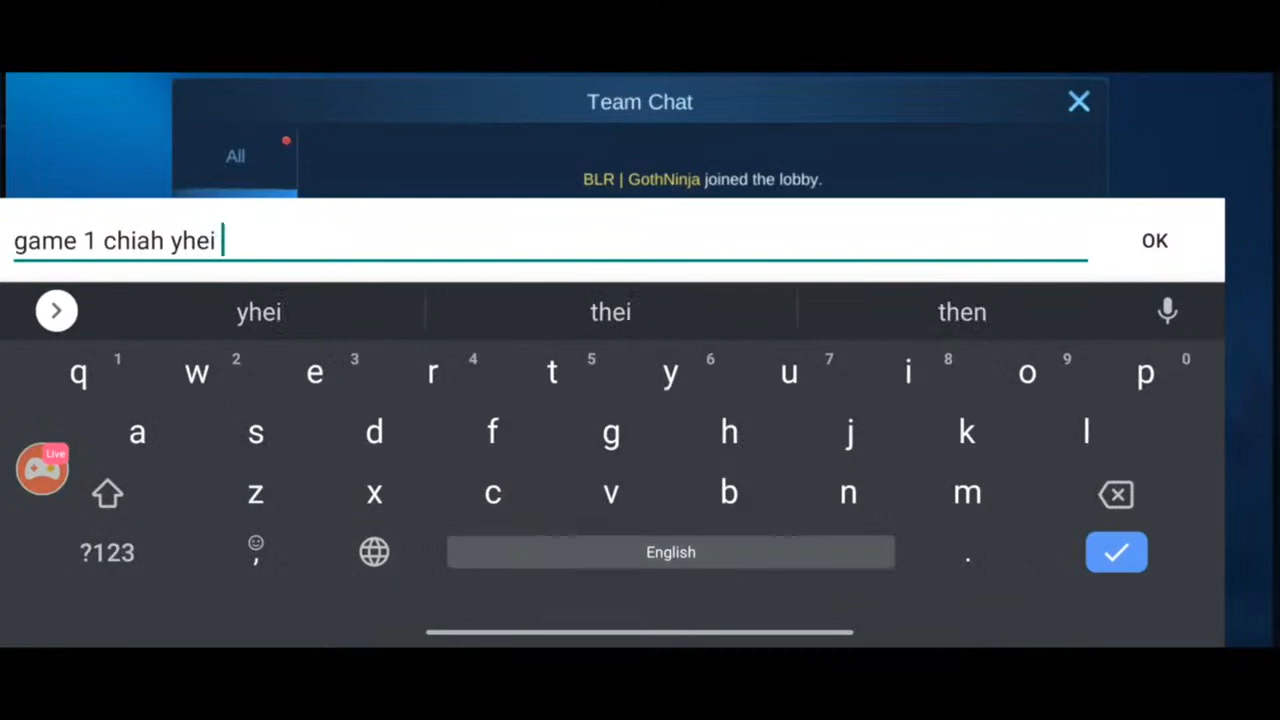 Team Chat
All
BLR | GothNinja joined the lobby.
game 1 chiah yhei
OK
yhei thei then
q 1 w 2 e 3 r 4 t 5 y 6 u 7 i 8 o 9 p 0
a s d f g h j k l
Live
z x c v b n m
?123 , English .